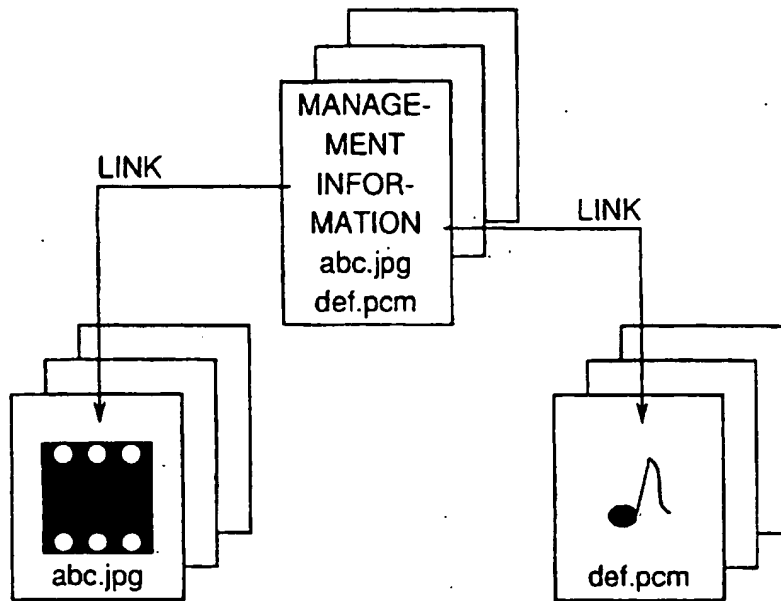 MANAGE-
MENT
INFOR-
MATION
abc.jpg
def.pcm
LINK
LINK
abc.jpg
def.pcm